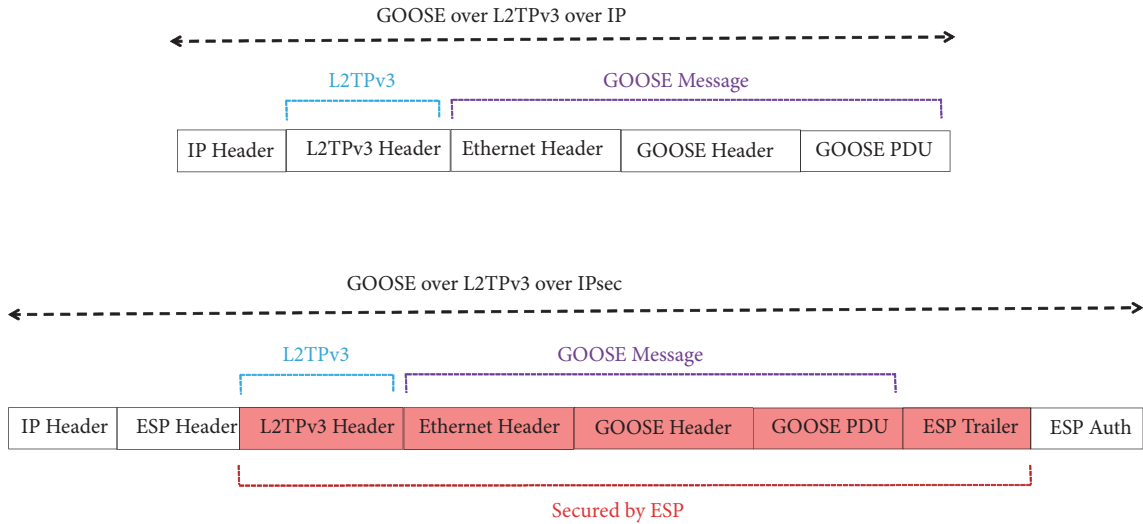 GOOSE over L2TPv3 over IP
L2TPv3 GOOSE Message
IP Header L2TPv3 Header Ethernet Header GOOSE Header GOOSE PDU
GOOSE over L2TPv3 over IPsec
L2TPv3 GOOSE Message
IP Header ESP Header L2TPv3 Header Ethernet Header GOOSE Header GOOSE PDU ESP Trailer ESP Auth
Secured by ESP